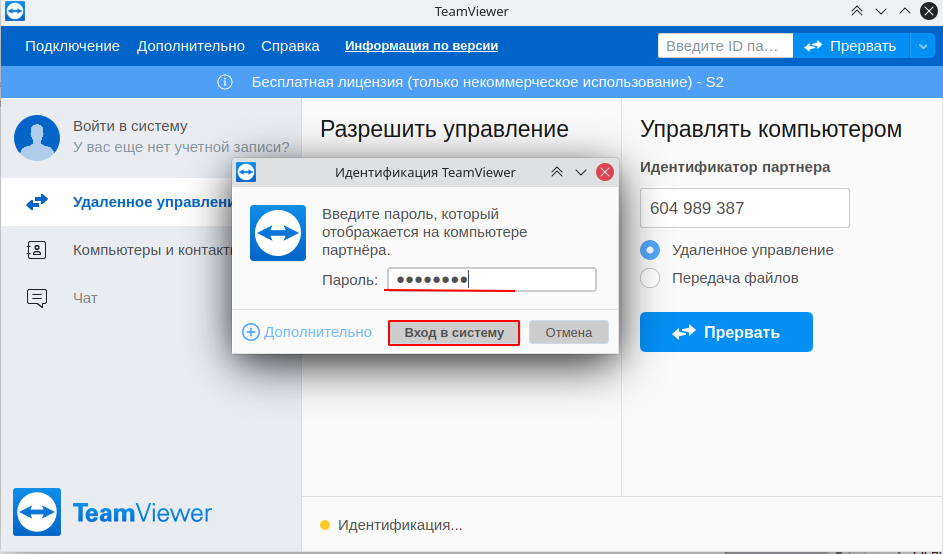 TeamViewer
Подключение Дополнительно Справка Информация по версии Введите ID па... Прервать
Бесплатная лицензия (только некоммерческое использование) - S2
Войти в систему
У вас еще нет учетной записи?
Удаленное управлени
Компьютеры и контакт
Чат
TeamViewer
Разрешить управление
Идентификация TeamViewer
Введите пароль, который
отображается на компьютере
партнёра.
Пароль: ●●●●●●●●
Дополнительно Вход в систему Отмена
Управлять компьютером
Идентификатор партнера
604 989 387
Удаленное управление
Передача файлов
Прервать
Идентификация...